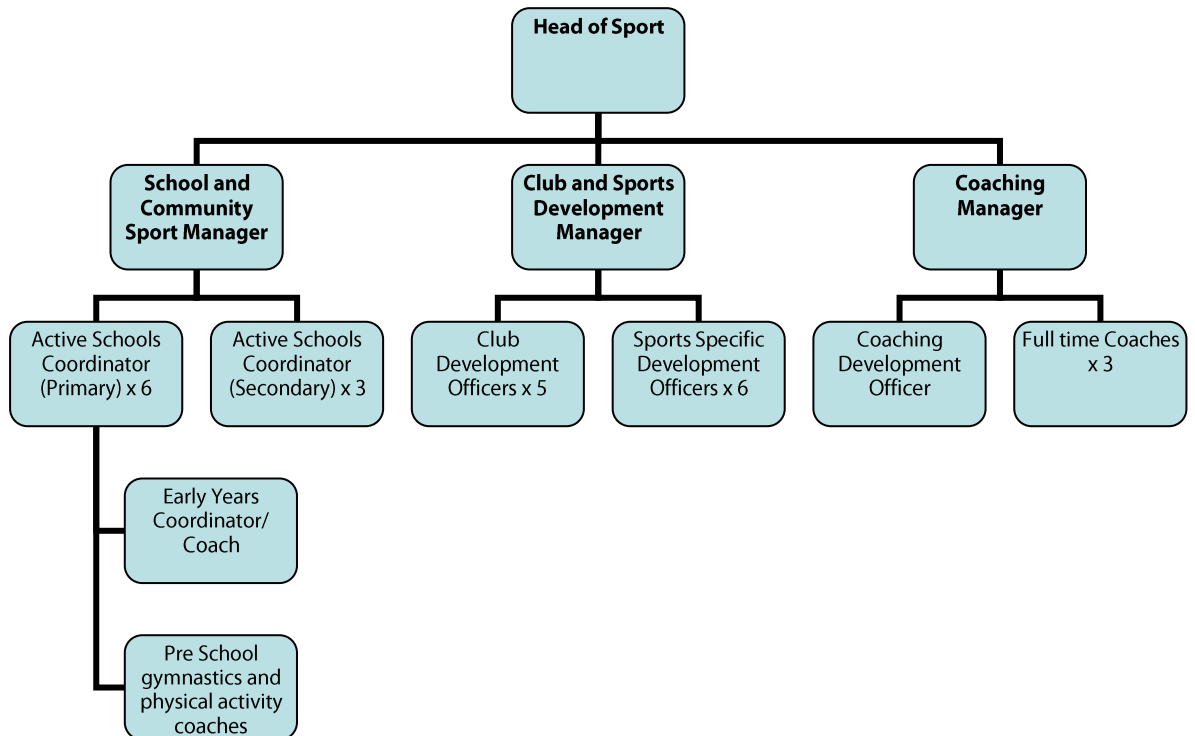 Head of Sport
School and
Community
Sport Manager
Club and Sports
Development
Manager
Coaching
Manager
Active Schools
Coordinator
(Primary) x 6
Active Schools
Coordinator
(Secondary) x 3
Club
Development
Officers x 5
Sports Specific
Development
Officers x 6
Coaching
Development
Officer
Full time Coaches
x 3
Early Years
Coordinator/
Coach
Pre School
gymnastics and
physical activity
coaches